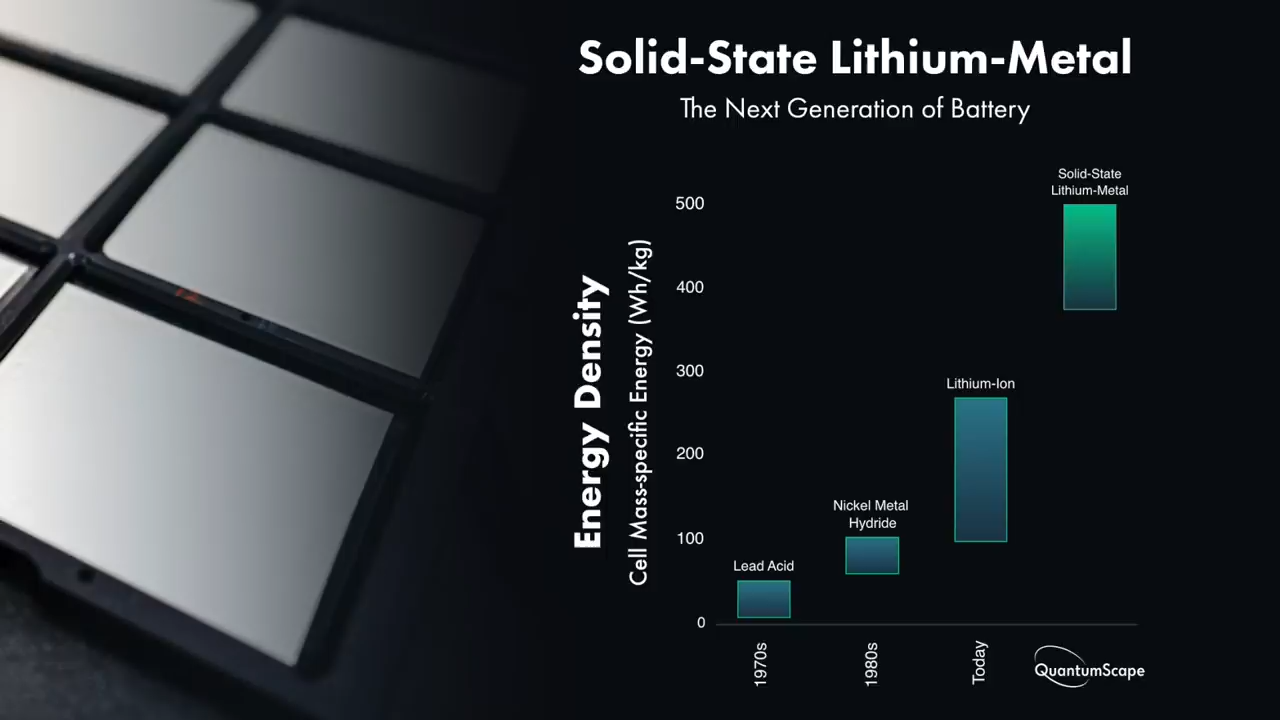 Solid-State Lithium-Metal
The Next Generation of Battery
Energy Density
Cell Mass-specific Energy (Wh/kg)
500
400
300
200
100
0
Lead Acid
Nickel Metal
Hydride
Lithium-Ion
Solid-State
Lithium-Metal
1970s
1980s
Today
QuantumScape